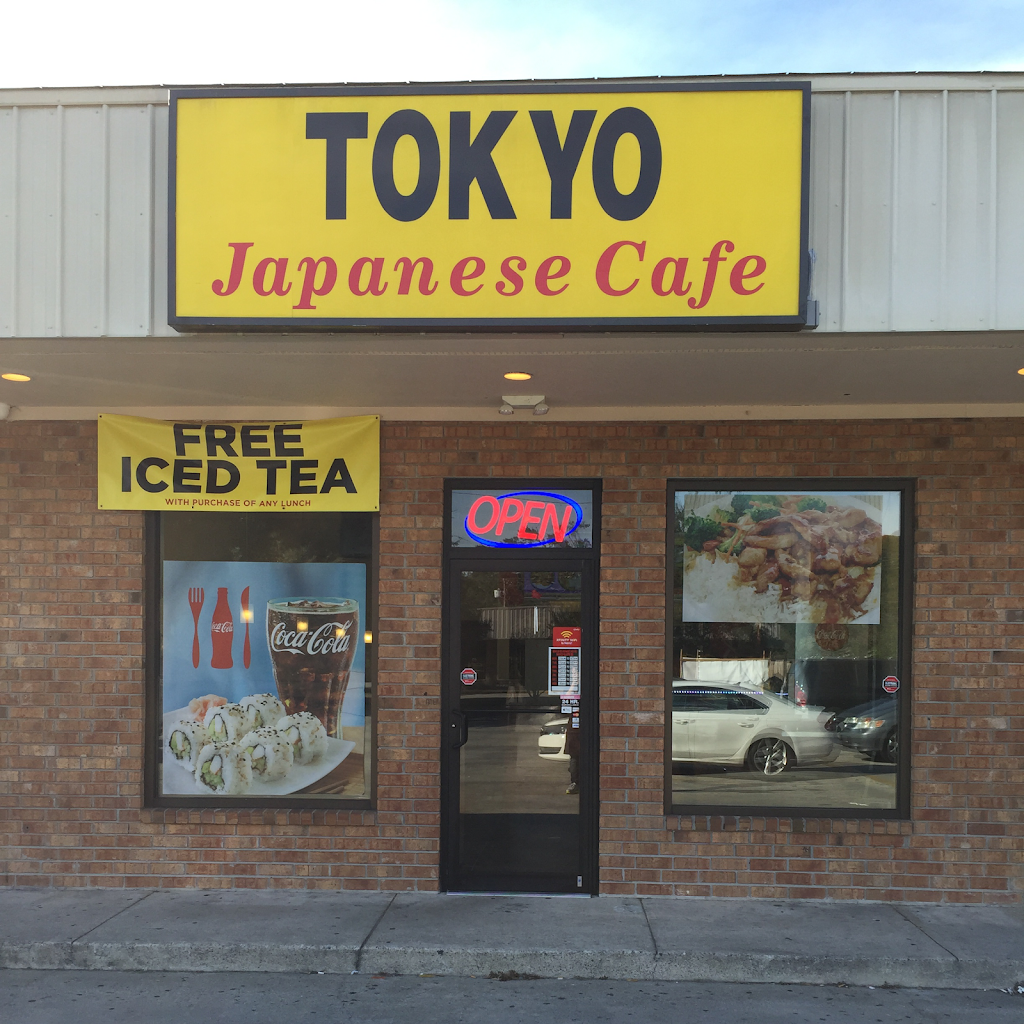 TOKYO
Japanese Cafe
FREE
ICED TEA
WITH PURCHASE OF ANY LUNCH
OPEN
Coca-Cola
Coca-Cola